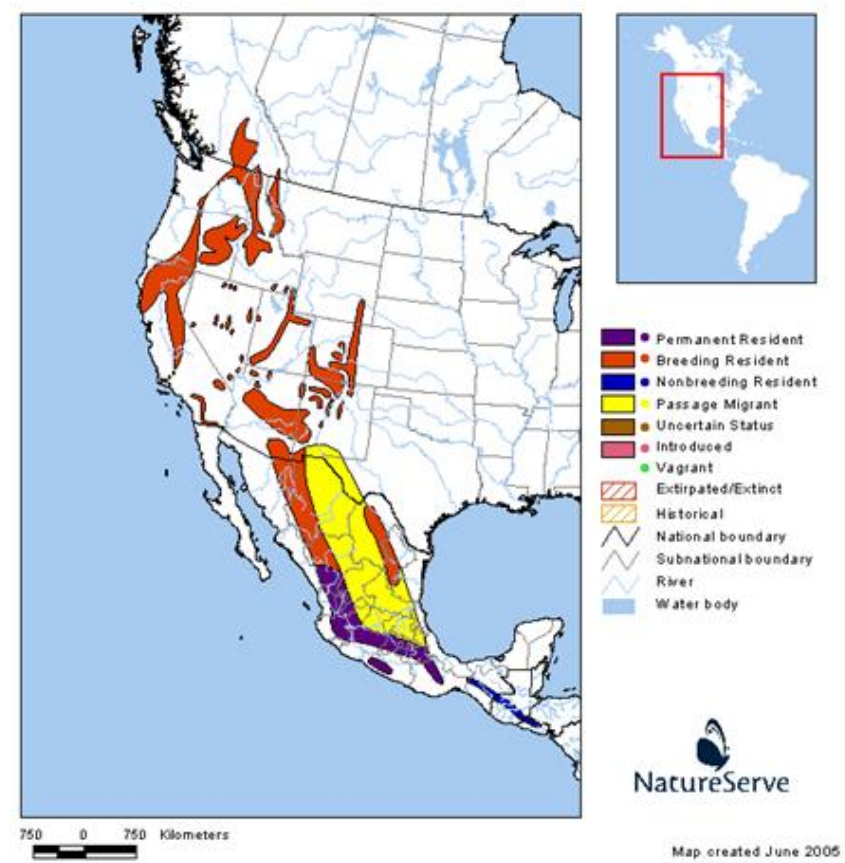 Permanent Resident
Breeding Resident
Nonbreeding Resident
Passage Migrant
Uncertain Status
Introduced
Vagrant
Extirpated/Extinct
Historical
National boundary
Subnational boundary
River
Water body
NatureServe
750 0 750 Kilometers
Map created June 2005